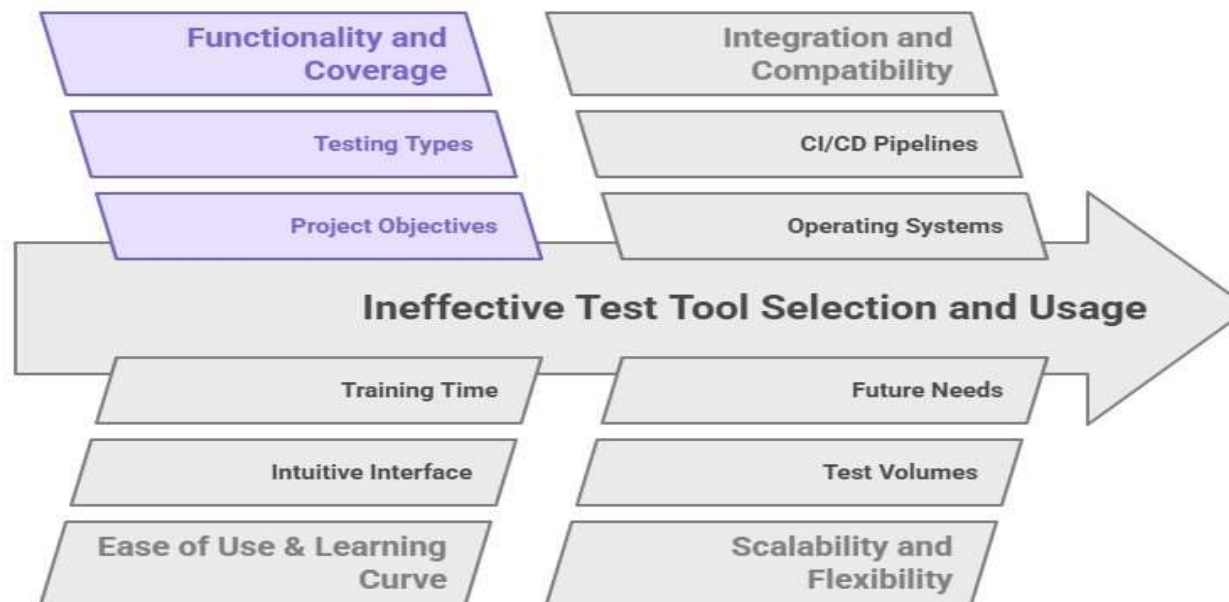 Functionality and
Coverage
Testing Types
Project Objectives
Integration and
Compatibility
CI/CD Pipelines
Operating Systems
Ineffective Test Tool Selection and Usage
Training Time
Intuitive Interface
Ease of Use & Learning
Curve
Future Needs
Test Volumes
Scalability and
Flexibility